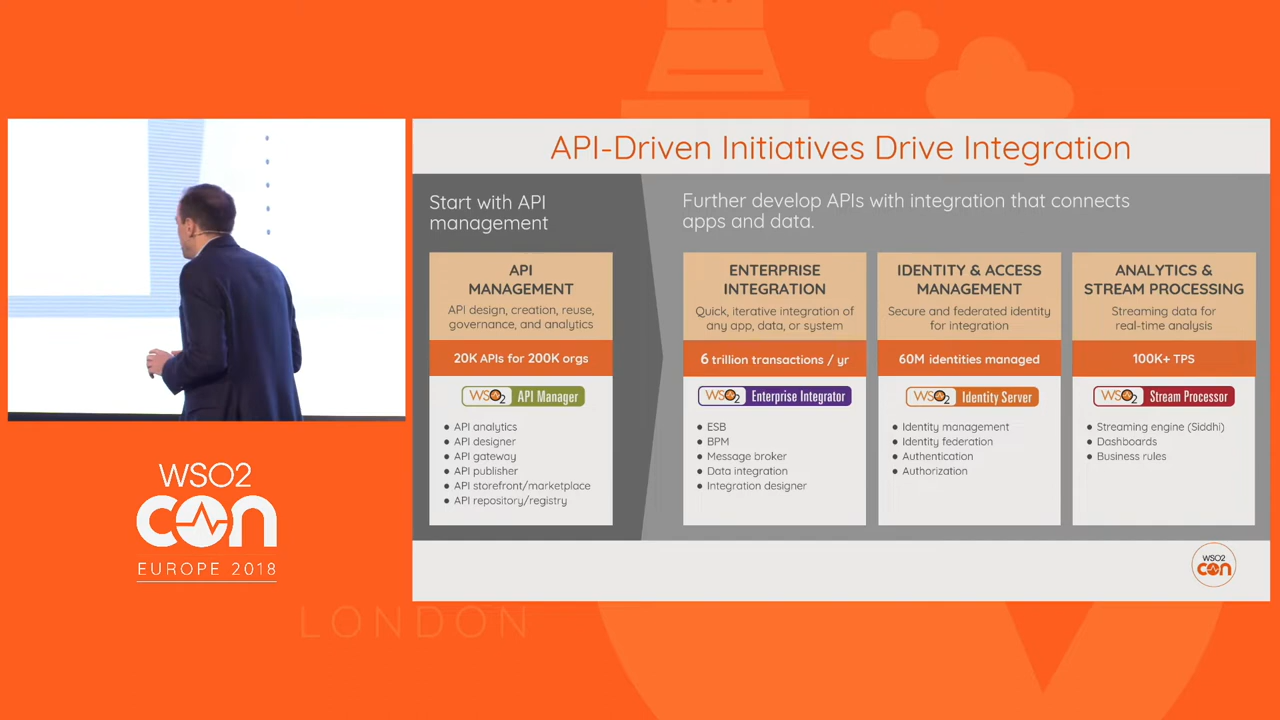 API-Driven Initiatives Drive Integration
Start with API
management
Further develop APIs with integration that connects
apps and data.
API
MANAGEMENT
API design, creation, reuse,
governance, and analytics
20K APIs for 200K orgs
WSO2 API Manager
API analytics
API designer
API gateway
API publisher
API storefront/marketplace
API repository/registry
ENTERPRISE
INTEGRATION
Quick, iterative integration of
any app, data, or system
6 trillion transactions / yr
WSO2 Enterprise Integrator
ESB
BPM
Message broker
Data integration
Integration designer
IDENTITY & ACCESS
MANAGEMENT
Secure and federated identity
for integration
60M identities managed
WSO2 Identity Server
Identity management
Identity federation
Authentication
Authorization
ANALYTICS &
STREAM PROCESSING
Streaming data for
real-time analysis
100K+ TPS
WSO2 Stream Processor
Streaming engine (Siddhi)
Dashboards
Business rules
WSO2
CON
WSO2
CON
EUROPE 2018
LONDON